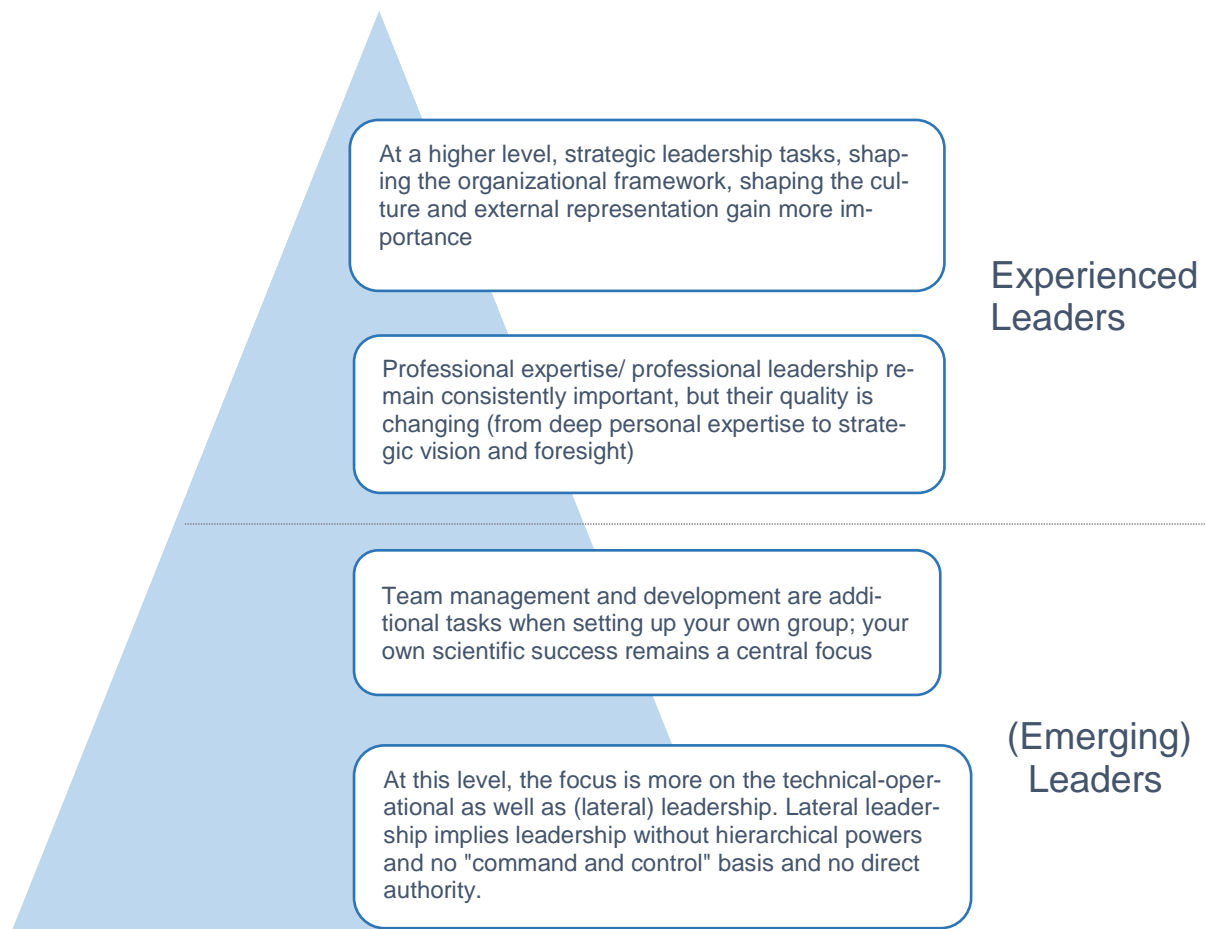 At a higher level, strategic leadership tasks, shap-
ing the organizational framework, shaping the cul-
ture and external representation gain more im-
portance
Experienced
Leaders
Professional expertise/ professional leadership re-
main consistently important, but their quality is
changing (from deep personal expertise to strate-
gic vision and foresight)
Team management and development are addi-
tional tasks when setting up your own group; your
own scientific success remains a central focus
(Emerging)
Leaders
At this level, the focus is more on the technical-oper-
ational as well as (lateral) leadership. Lateral leader-
ship implies leadership without hierarchical powers
and no "command and control" basis and no direct
authority.